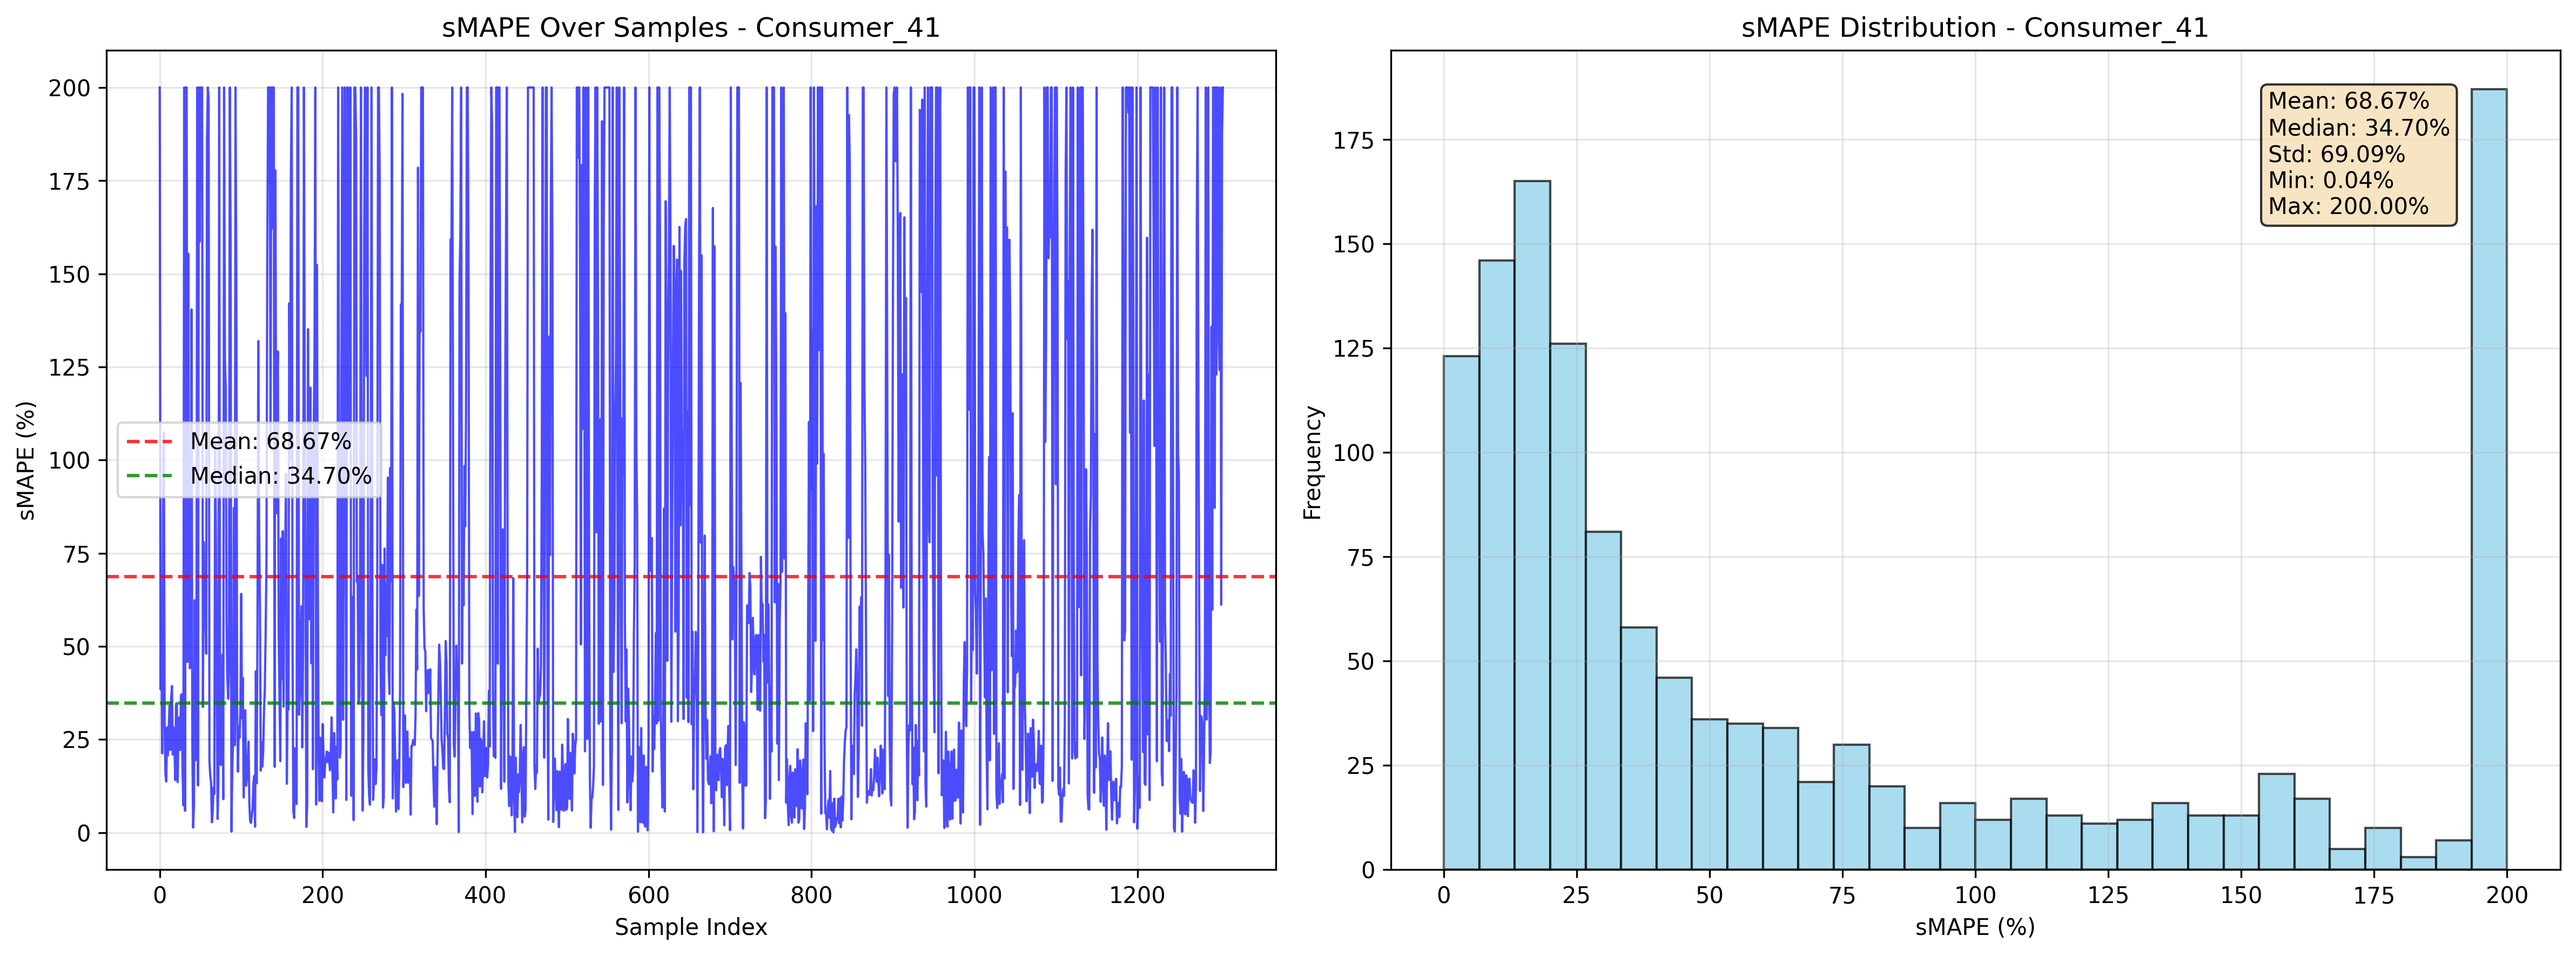 sMAPE Over Samples - Consumer_41
sMAPE (%)
200
175
150
125
100
75
50
25
0
Mean: 68.67%
Median: 34.70%
0
200
400
600
800
1000
1200
Sample Index
sMAPE Distribution - Consumer_41
Frequency
175
150
125
100
75
50
25
0
Mean: 68.67%
Median: 34.70%
Std: 69.09%
Min: 0.04%
Max: 200.00%
0
25
50
75
100
125
150
175
200
sMAPE (%)